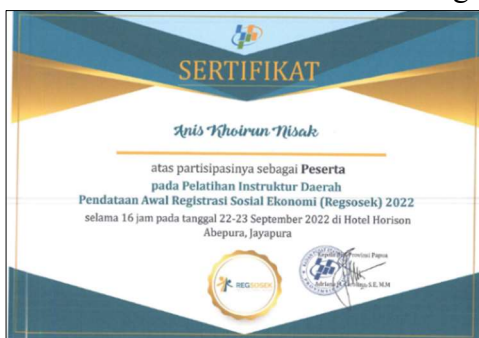 SERTIFIKAT
Anis Khoirun Nisak
atas partisipasinya sebagai Peserta
pada Pelatihan Instruktur Daerah
Pendataan Awal Registrasi Sosial Ekonomi (Regsosek) 2022
selama 16 jam pada tanggal 22-23 September 2022 di Hotel Horison
Abepura, Jayapura
Provinsi Papua
REGSOSEK
S.E, M.M